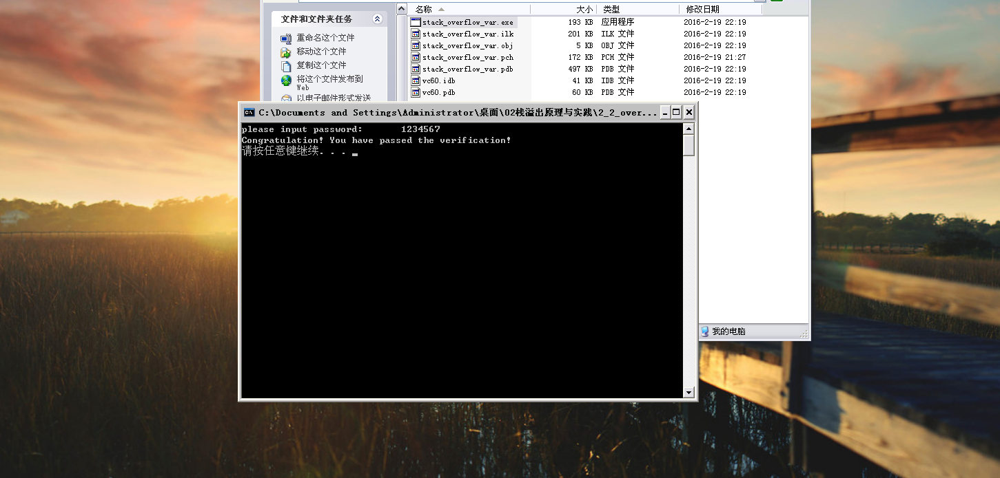 文件和文件夹任务
重命名这个文件
移动这个文件
复制这个文件
将这个文件发布到
Web
以电子邮件形式发送
名称 大小 类型 修改日期
stack_overflow_var.exe 193 KB 应用程序 2016-2-19 22:19
stack_overflow_var.ilk 201 KB ILK 文件 2016-2-19 22:19
stack_overflow_var.obj 5 KB OBJ 文件 2016-2-19 22:19
stack_overflow_var.pch 172 KB PCH 文件 2016-2-19 21:27
stack_overflow_var.pdb 497 KB PDB 文件 2016-2-19 22:19
vc60.idb 41 KB IDB 文件 2016-2-19 22:19
vc60.pdb 60 KB PDB 文件 2016-2-19 22:19
C:\Documents and Settings\Administrator\桌面\02栈溢出原理与实践\2_2_over...
please input password: 1234567
Congratulation! You have passed the verification!
请按任意键继续. . .
我的电脑